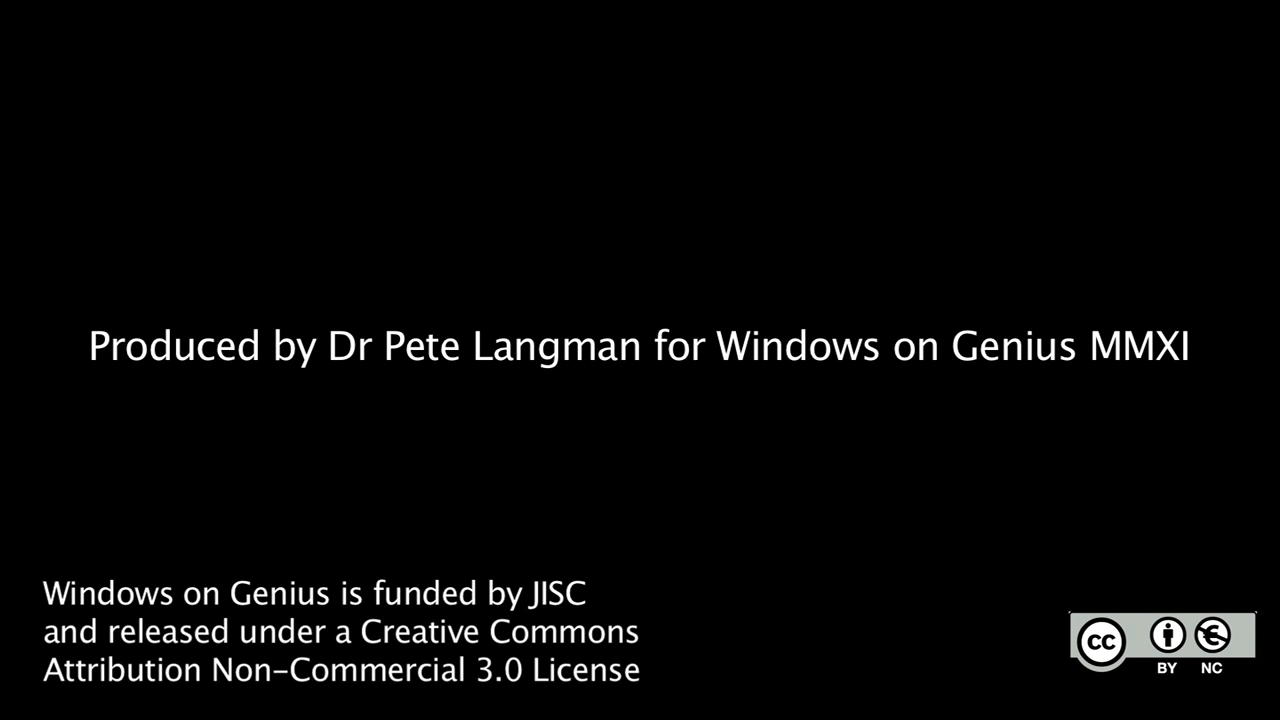 Produced by Dr Pete Langman for Windows on Genius MMXI
Windows on Genius is funded by JISC
and released under a Creative Commons
Attribution Non-Commercial 3.0 License
cc
BY NC